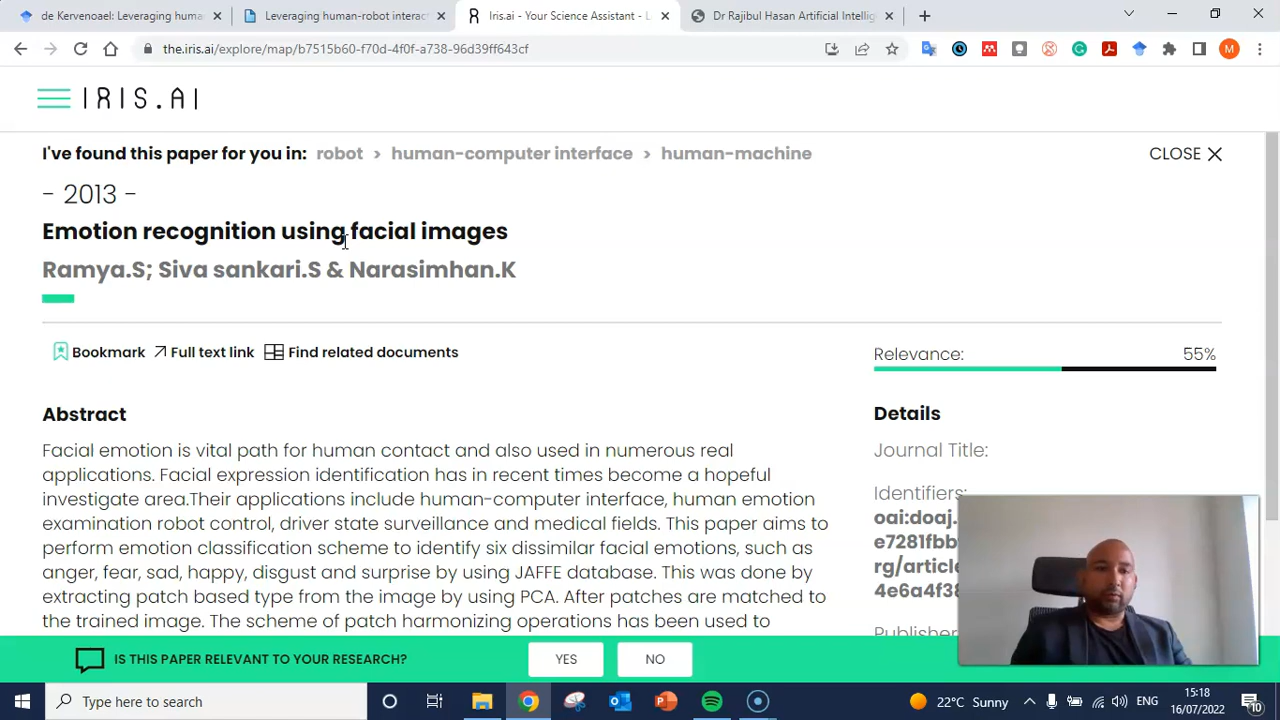 de Kervenoael: Leveraging human
Leveraging human-robot interac
Iris.ai - Your Science Assistant - L
Dr Rajibul Hasan Artificial Intellig
the.iris.ai/explore/map/b7515b60-f70d-4f0f-a738-96d39ff643cf
M
IRIS.AI
I've found this paper for you in: robot > human-computer interface > human-machine
CLOSE
- 2013 -
Emotion recognition using facial images
Ramya.S; Siva sankari.S & Narasimhan.K
Bookmark Full text link Find related documents
Relevance: 55%
Abstract
Facial emotion is vital path for human contact and also used in numerous real
applications. Facial expression identification has in recent times become a hopeful
investigate area.Their applications include human-computer interface, human emotion
examination robot control, driver state surveillance and medical fields. This paper aims to
perform emotion classification scheme to identify six dissimilar facial emotions, such as
anger, fear, sad, happy, disgust and surprise by using JAFFE database. This was done by
extracting patch based type from the image by using PCA. After patches are matched to
the trained image. The scheme of patch harmonizing operations has been used to
Details
Journal Title:
Identifiers:
oai:doaj.
e7281fbb
rg/article
4e6a4f38
Publisher
IS THIS PAPER RELEVANT TO YOUR RESEARCH?
YES
NO
Type here to search
22°C Sunny
ENG
15:18
16/07/2022
10